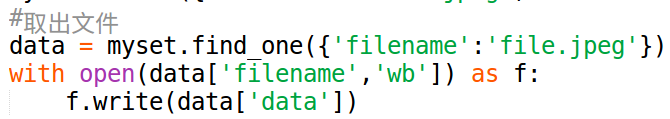 #取出文件
data = myset.find_one({'filename':'file.jpeg'})
with open(data['filename','wb']) as f:
    f.write(data['data'])